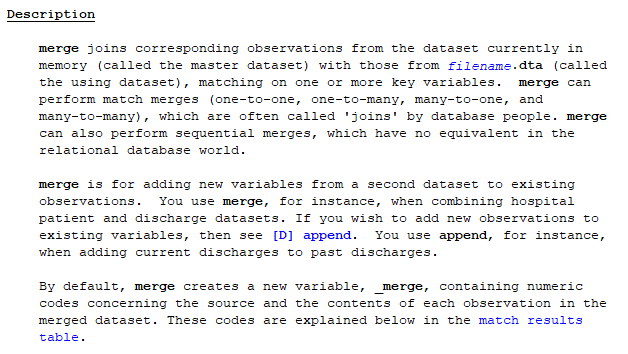 Description
merge joins corresponding observations from the dataset currently in
memory (called the master dataset) with those from filename.dta (called
the using dataset), matching on one or more key variables.  merge can
perform match merges (one-to-one, one-to-many, many-to-one, and
many-to-many), which are often called 'joins' by database people. merge
can also perform sequential merges, which have no equivalent in the
relational database world.
merge is for adding new variables from a second dataset to existing
observations.  You use merge, for instance, when combining hospital
patient and discharge datasets. If you wish to add new observations to
existing variables, then see [D] append.  You use append, for instance,
when adding current discharges to past discharges.
By default, merge creates a new variable, _merge, containing numeric
codes concerning the source and the contents of each observation in the
merged dataset. These codes are explained below in the match results
table.